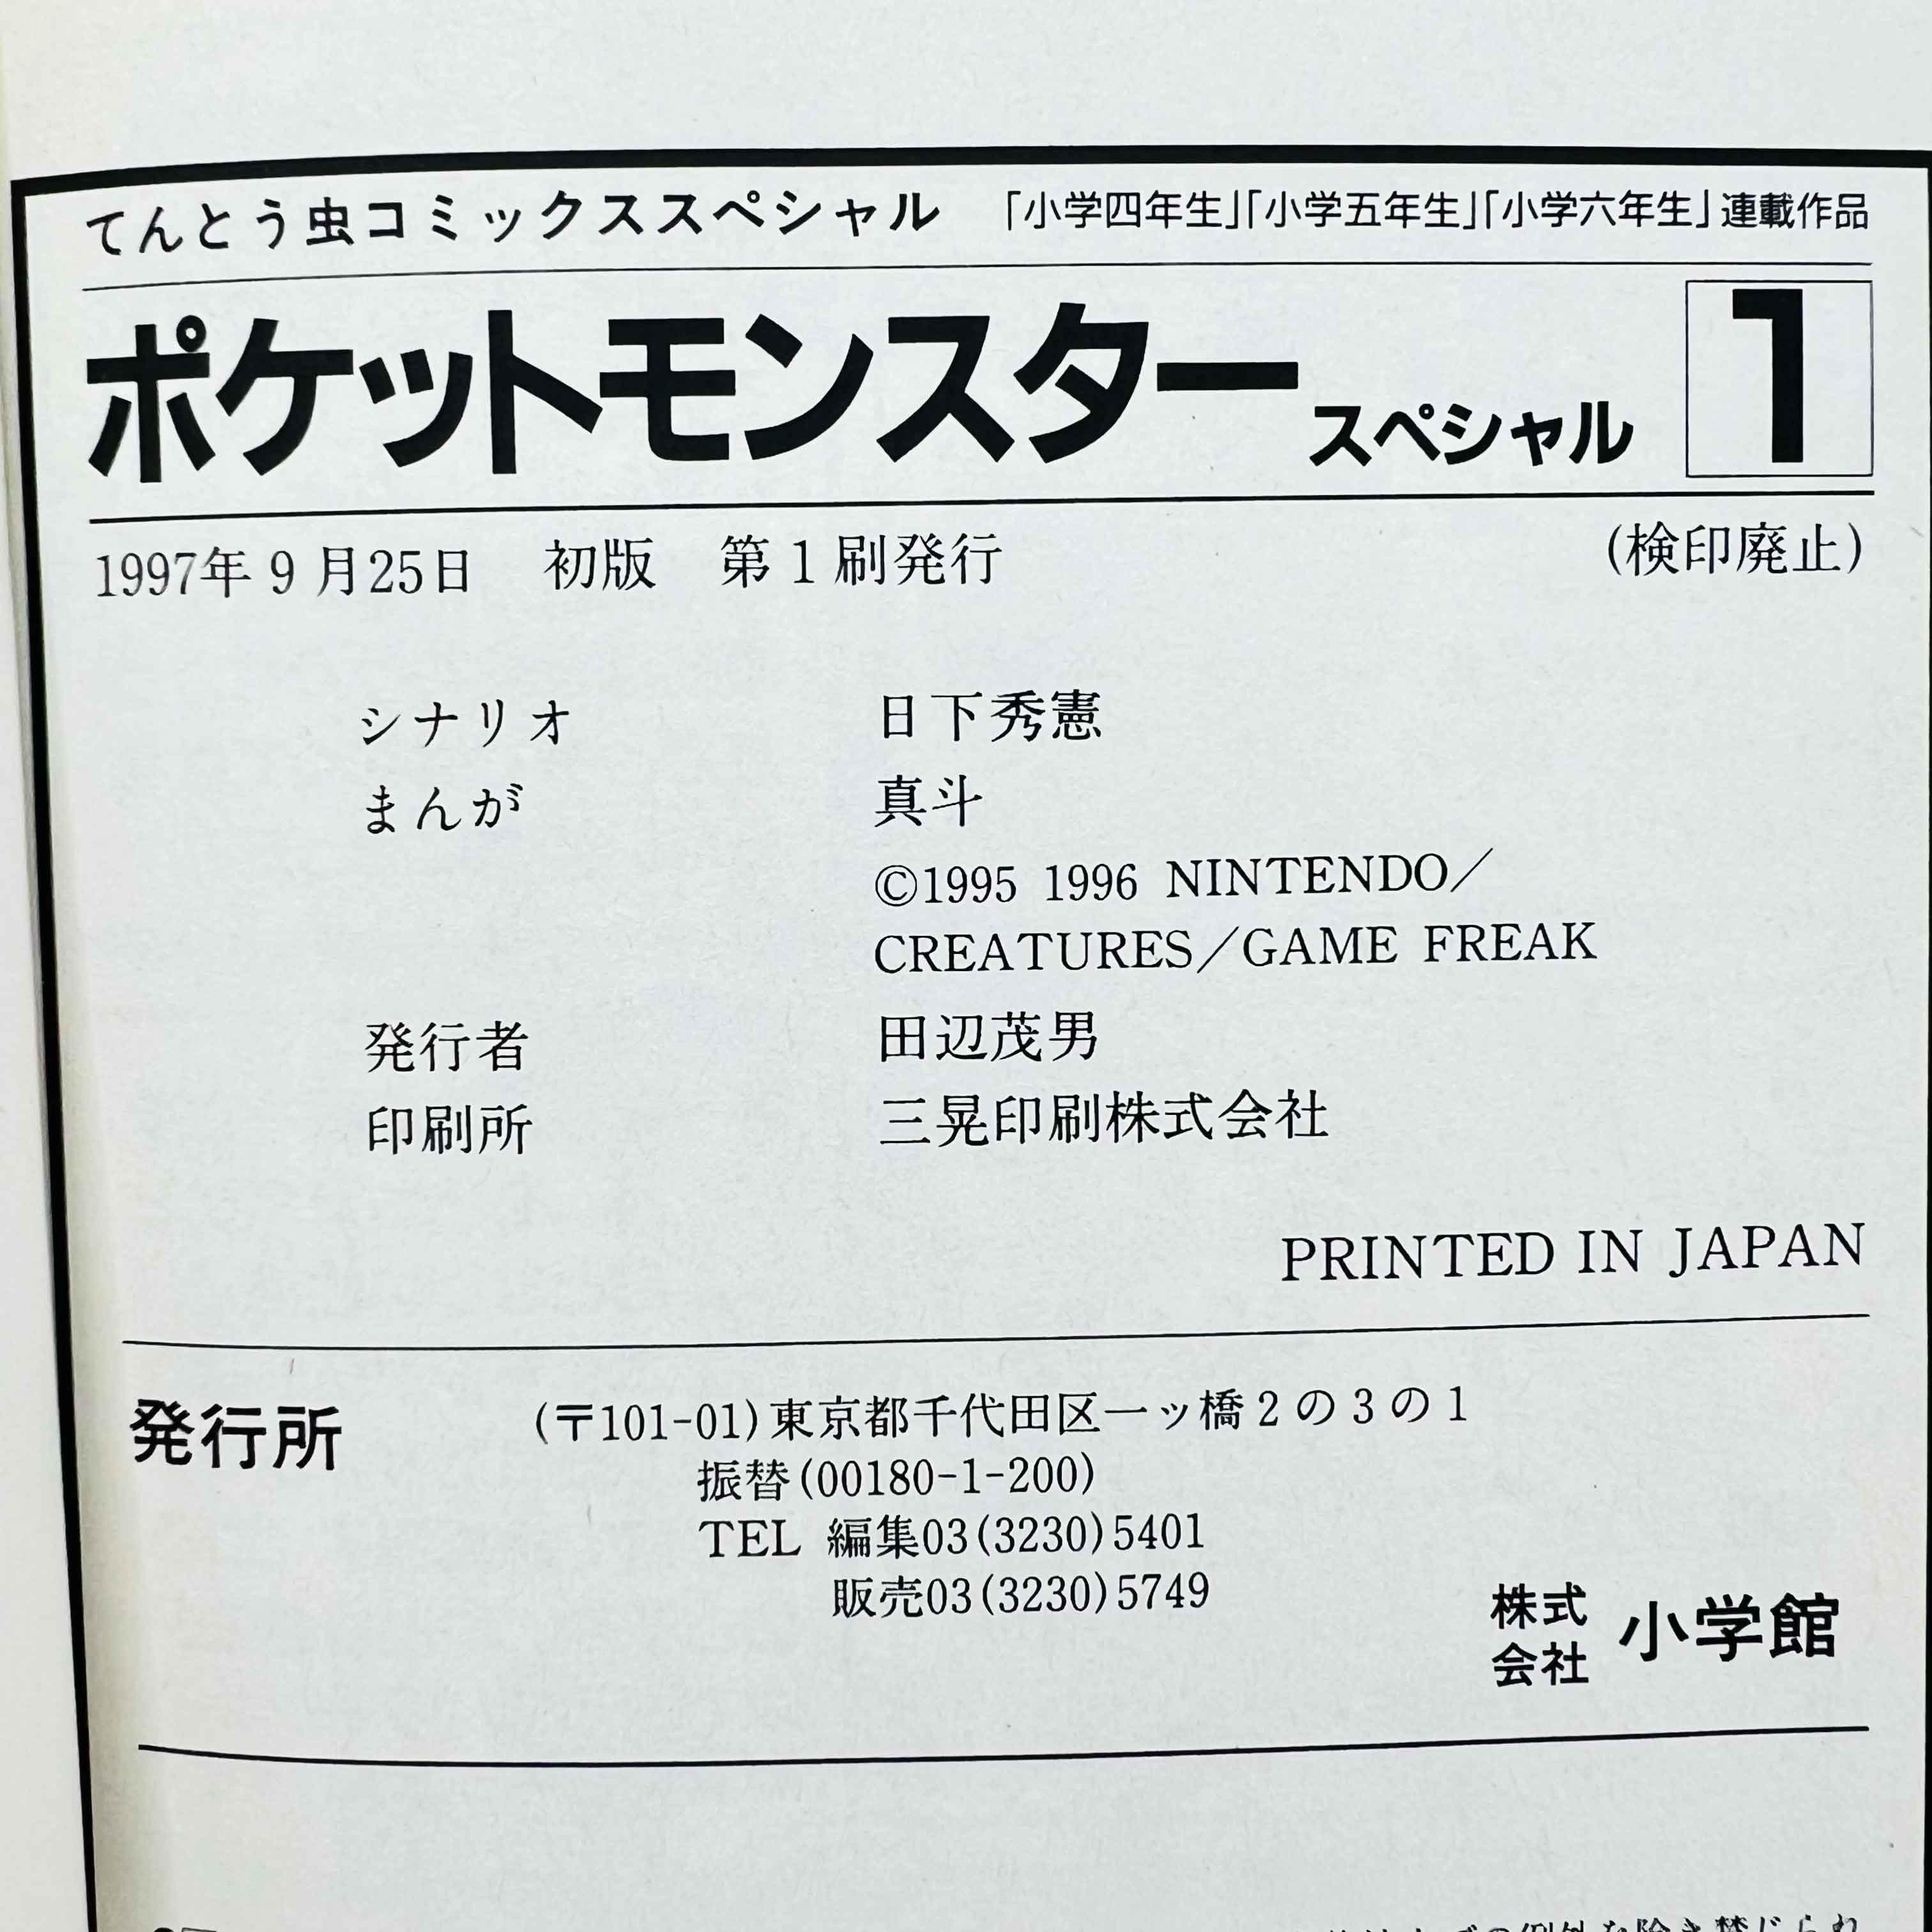 てんとう虫コミックススペシャル 「小学四年生」「小学五年生」「小学六年生」連載作品
ポケットモンスター スペシャル 1
1997年9月25日 初版 第1刷発行 (検印廃止)
シナリオ 日下秀憲
まんが 真斗
©1995 1996 NINTENDO／
CREATURES／GAME FREAK
発行者 田辺茂男
印刷所 三晃印刷株式会社
PRINTED IN JAPAN
発行所 (〒101-01)東京都千代田区一ッ橋2の3の1
振替(00180-1-200)
TEL 編集03(3230)5401
販売03(3230)5749
株式会社 小学館